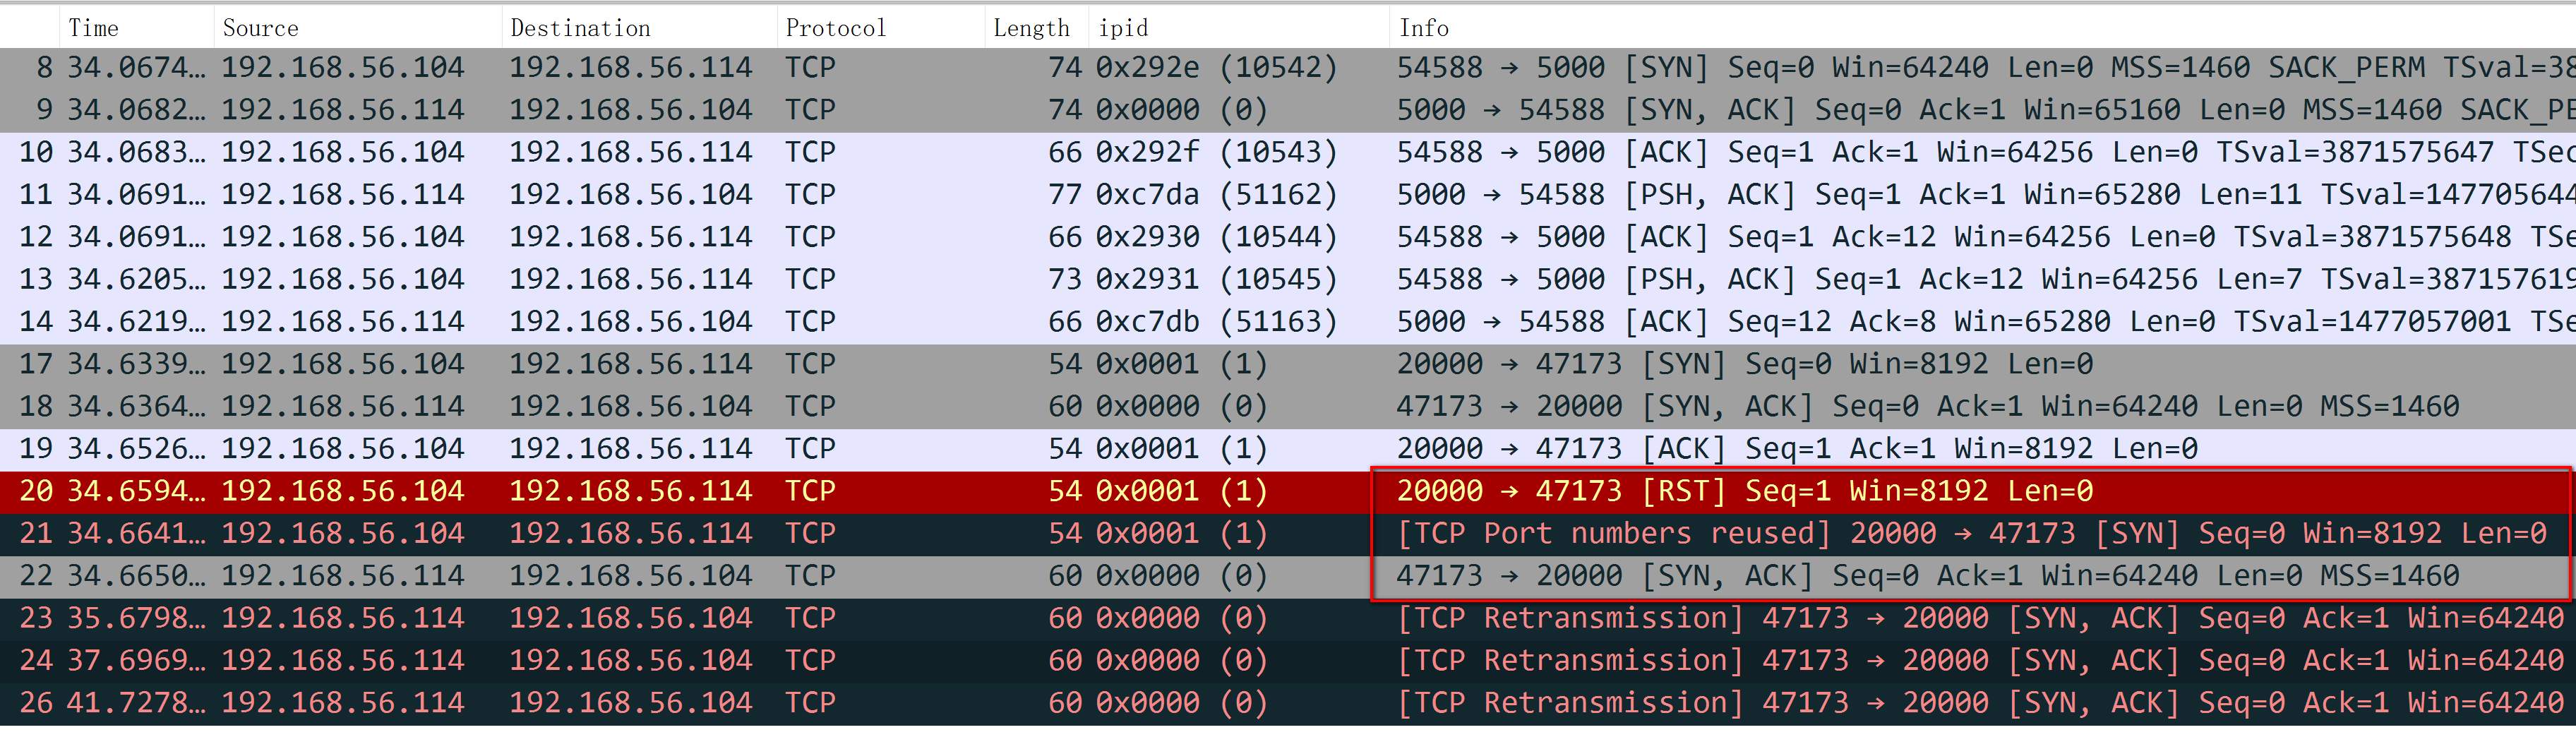 Time Source Destination Protocol Length ipid Info
8 34.0674… 192.168.56.104 192.168.56.114 TCP 74 0x292e (10542) 54588 → 5000 [SYN] Seq=0 Win=64240 Len=0 MSS=1460 SACK_PERM TSval=38
9 34.0682… 192.168.56.114 192.168.56.104 TCP 74 0x0000 (0) 5000 → 54588 [SYN, ACK] Seq=0 Ack=1 Win=65160 Len=0 MSS=1460 SACK_PE
10 34.0683… 192.168.56.104 192.168.56.114 TCP 66 0x292f (10543) 54588 → 5000 [ACK] Seq=1 Ack=1 Win=64256 Len=0 TSval=3871575647 TSec
11 34.0691… 192.168.56.114 192.168.56.104 TCP 77 0xc7da (51162) 5000 → 54588 [PSH, ACK] Seq=1 Ack=1 Win=65280 Len=11 TSval=147705644
12 34.0691… 192.168.56.104 192.168.56.114 TCP 66 0x2930 (10544) 54588 → 5000 [ACK] Seq=1 Ack=12 Win=64256 Len=0 TSval=3871575648 TSe
13 34.6205… 192.168.56.104 192.168.56.114 TCP 73 0x2931 (10545) 54588 → 5000 [PSH, ACK] Seq=1 Ack=12 Win=64256 Len=7 TSval=387157619
14 34.6219… 192.168.56.114 192.168.56.104 TCP 66 0xc7db (51163) 5000 → 54588 [ACK] Seq=12 Ack=8 Win=65280 Len=0 TSval=1477057001 TSe
17 34.6339… 192.168.56.104 192.168.56.114 TCP 54 0x0001 (1) 20000 → 47173 [SYN] Seq=0 Win=8192 Len=0
18 34.6364… 192.168.56.114 192.168.56.104 TCP 60 0x0000 (0) 47173 → 20000 [SYN, ACK] Seq=0 Ack=1 Win=64240 Len=0 MSS=1460
19 34.6526… 192.168.56.104 192.168.56.114 TCP 54 0x0001 (1) 20000 → 47173 [ACK] Seq=1 Ack=1 Win=8192 Len=0
20 34.6594… 192.168.56.104 192.168.56.114 TCP 54 0x0001 (1) 20000 → 47173 [RST] Seq=1 Win=8192 Len=0
21 34.6641… 192.168.56.104 192.168.56.114 TCP 54 0x0001 (1) [TCP Port numbers reused] 20000 → 47173 [SYN] Seq=0 Win=8192 Len=0
22 34.6650… 192.168.56.114 192.168.56.104 TCP 60 0x0000 (0) 47173 → 20000 [SYN, ACK] Seq=0 Ack=1 Win=64240 Len=0 MSS=1460
23 35.6798… 192.168.56.114 192.168.56.104 TCP 60 0x0000 (0) [TCP Retransmission] 47173 → 20000 [SYN, ACK] Seq=0 Ack=1 Win=64240
24 37.6969… 192.168.56.114 192.168.56.104 TCP 60 0x0000 (0) [TCP Retransmission] 47173 → 20000 [SYN, ACK] Seq=0 Ack=1 Win=64240
26 41.7278… 192.168.56.114 192.168.56.104 TCP 60 0x0000 (0) [TCP Retransmission] 47173 → 20000 [SYN, ACK] Seq=0 Ack=1 Win=64240